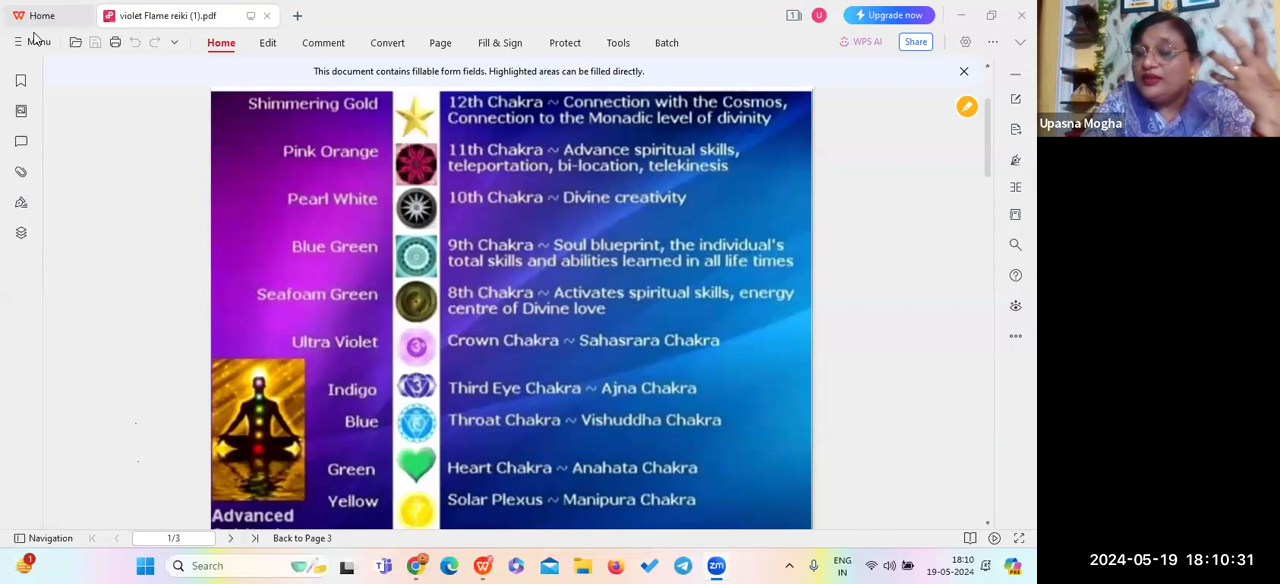 Home
violet Flame reiki (1).pdf
1
U
Upgrade now
Menu
Home
Edit
Comment
Convert
Page
Fill & Sign
Protect
Tools
Batch
WPS AI
Share
This document contains fillable form fields. Highlighted areas can be filled directly.
Shimmering Gold
12th Chakra ~ Connection with the Cosmos,
Connection to the Monadic level of divinity
Pink Orange
11th Chakra ~ Advance spiritual skills,
teleportation, bi-location, telekinesis
Pearl White
10th Chakra ~ Divine creativity
Blue Green
9th Chakra ~ Soul blueprint, the individual's
total skills and abilities learned in all life times
Seafoam Green
8th Chakra ~ Activates spiritual skills, energy
centre of Divine love
Ultra Violet
Crown Chakra ~ Sahasrara Chakra
Indigo
Third Eye Chakra ~ Ajna Chakra
Blue
Throat Chakra ~ Vishuddha Chakra
Green
Heart Chakra ~ Anahata Chakra
Yellow
Solar Plexus ~ Manipura Chakra
Advanced
Upasna Mogha
Navigation
1/3
Back to Page 3
1
Search
zm
ENG
IN
18:10
19-05-2024
PRE
2024-05-19 18:10:31